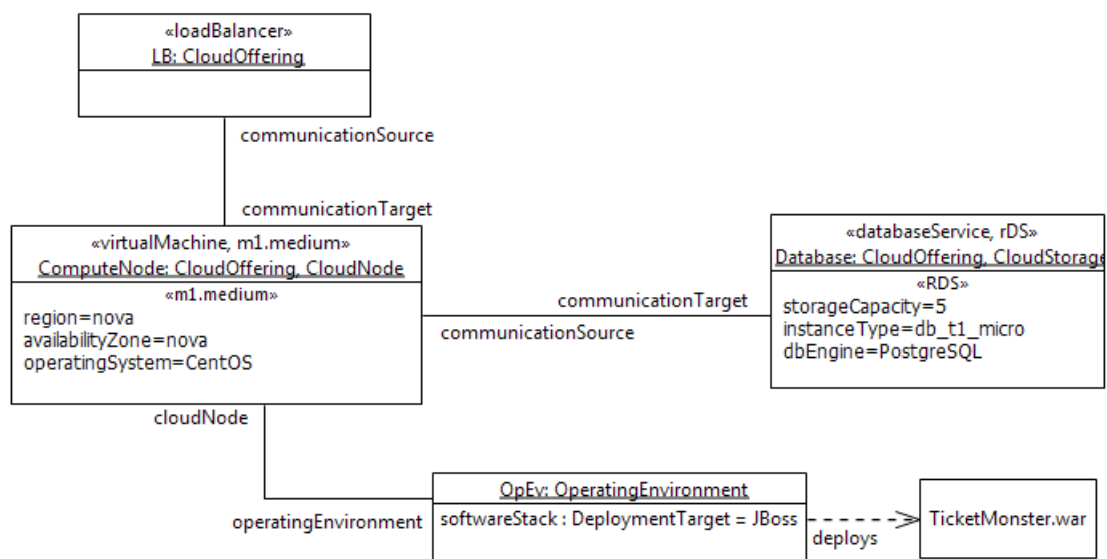 «loadBalancer»
LB: CloudOffering
communicationSource
communicationTarget
«virtualMachine, m1.medium»
ComputeNode: CloudOffering, CloudNode
«m1.medium»
region=nova
availabilityZone=nova
operatingSystem=CentOS
communicationTarget
communicationSource
«databaseService, rDS»
Database: CloudOffering, CloudStorage
«RDS»
storageCapacity=5
instanceType=db_t1_micro
dbEngine=PostgreSQL
cloudNode
operatingEnvironment
OpEv: OperatingEnvironment
softwareStack : DeploymentTarget = JBoss
deploys
TicketMonster.war